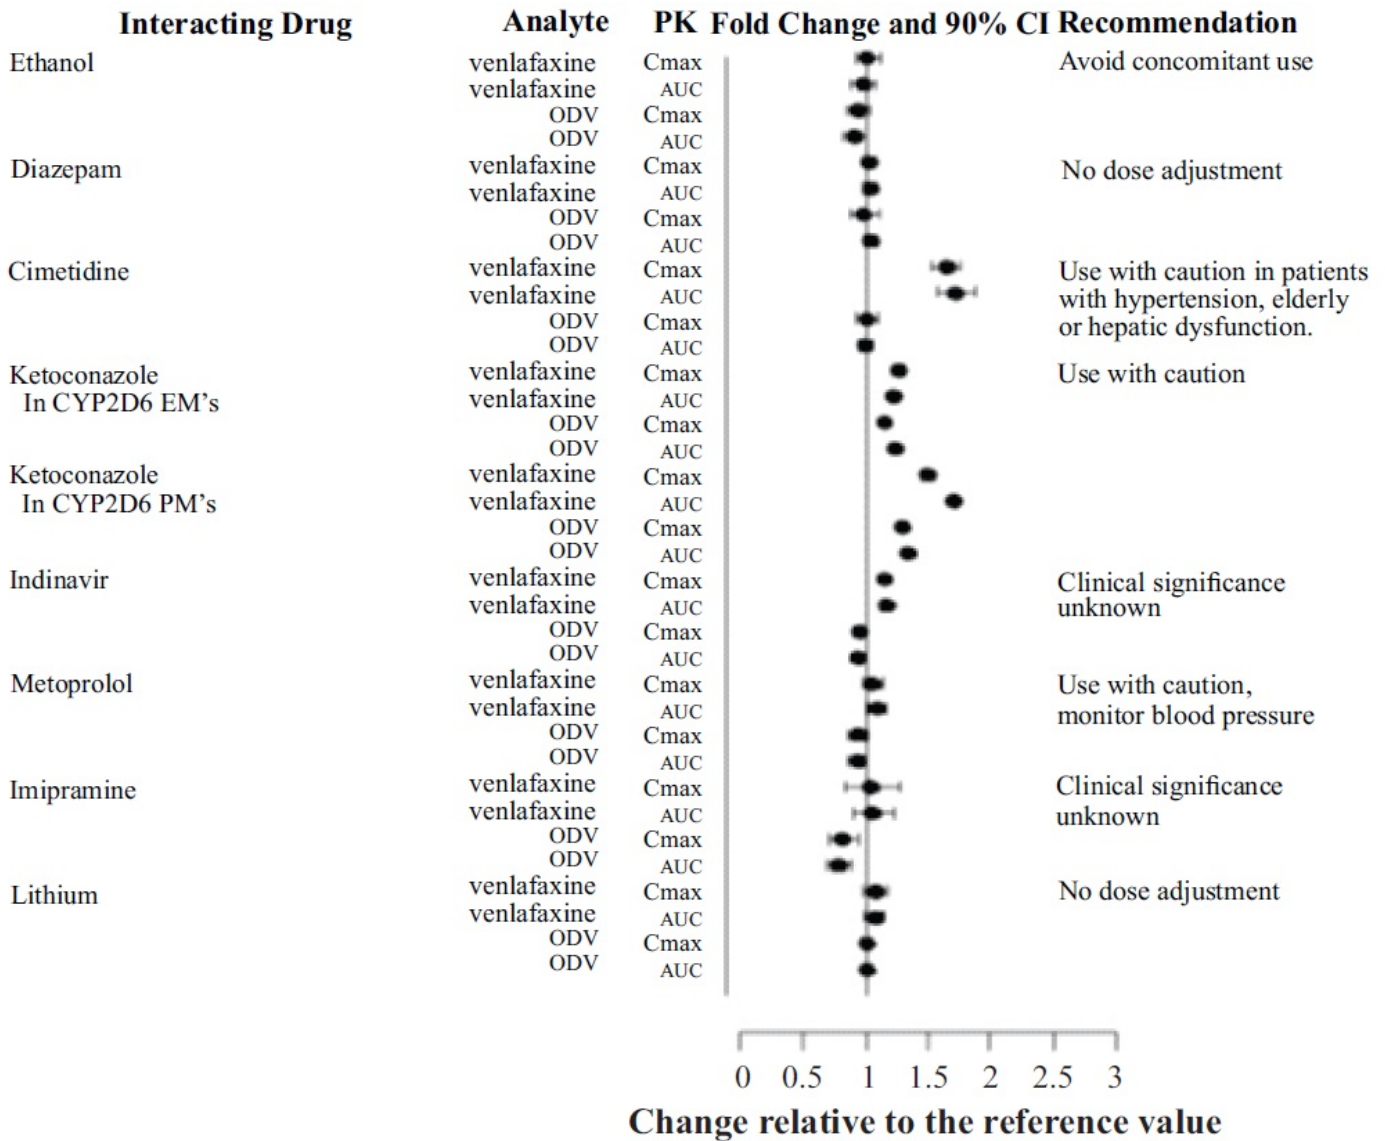 Interacting Drug Analyte PK Fold Change and 90% CI Recommendation
Ethanol venlafaxine Cmax Avoid concomitant use
venlafaxine AUC
ODV Cmax
ODV AUC
Diazepam venlafaxine Cmax No dose adjustment
venlafaxine AUC
ODV Cmax
ODV AUC
Cimetidine venlafaxine Cmax Use with caution in patients
venlafaxine AUC with hypertension, elderly
ODV Cmax or hepatic dysfunction.
ODV AUC
Ketoconazole venlafaxine Cmax Use with caution
In CYP2D6 EM’s venlafaxine AUC
ODV Cmax
ODV AUC
Ketoconazole venlafaxine Cmax
In CYP2D6 PM’s venlafaxine AUC
ODV Cmax
ODV AUC
Indinavir venlafaxine Cmax Clinical significance
venlafaxine AUC unknown
ODV Cmax
ODV AUC
Metoprolol venlafaxine Cmax Use with caution,
venlafaxine AUC monitor blood pressure
ODV Cmax
ODV AUC
Imipramine venlafaxine Cmax Clinical significance
venlafaxine AUC unknown
ODV Cmax
ODV AUC
Lithium venlafaxine Cmax No dose adjustment
venlafaxine AUC
ODV Cmax
ODV AUC
0 0.5 1 1.5 2 2.5 3
Change relative to the reference value